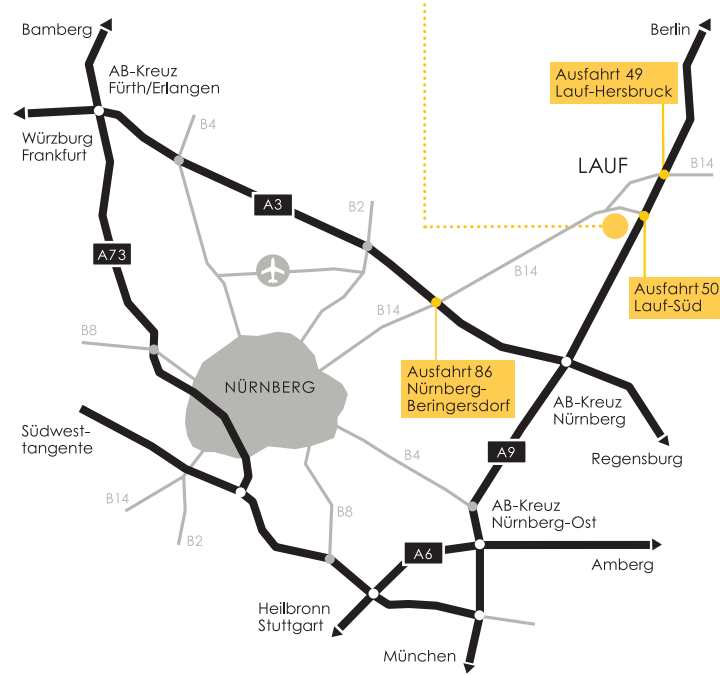 Bamberg
Berlin
AB-Kreuz
Fürth/Erlangen
Ausfahrt 49
Lauf-Hersbruck
Würzburg
Frankfurt
B4
LAUF
B14
A3
B2
A73
B14
Ausfahrt 50
Lauf-Süd
B14
B8
Ausfahrt 86
Nürnberg-
Beringersdorf
NÜRNBERG
AB-Kreuz
Nürnberg
Südwest-
tangente
B4
A9
Regensburg
B14
B8
AB-Kreuz
Nürnberg-Ost
B2
A6
Amberg
Heilbronn
Stuttgart
München